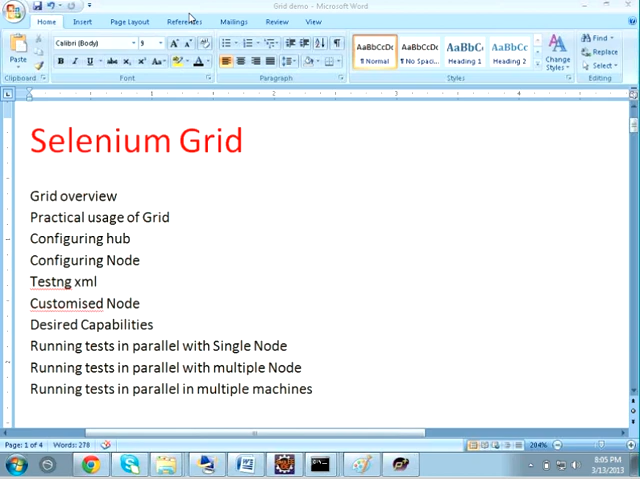 Grid demo - Microsoft Word
Home Insert Page Layout References Mailings Review View
Calibri (Body) 9
Paste
AaBbCcDc AaBbCcDc AaBbCc AaBbCc
¶ Normal ¶ No Spaci... Heading 1 Heading 2
Change Styles
Find
Replace
Select
Clipboard Font Paragraph Styles Editing
Selenium Grid
Grid overview
Practical usage of Grid
Configuring hub
Configuring Node
Testng xml
Customised Node
Desired Capabilities
Running tests in parallel with Single Node
Running tests in parallel with multiple Node
Running tests in parallel in multiple machines
Page: 1 of 4 Words: 270 204%
8:05 PM
3/13/2013